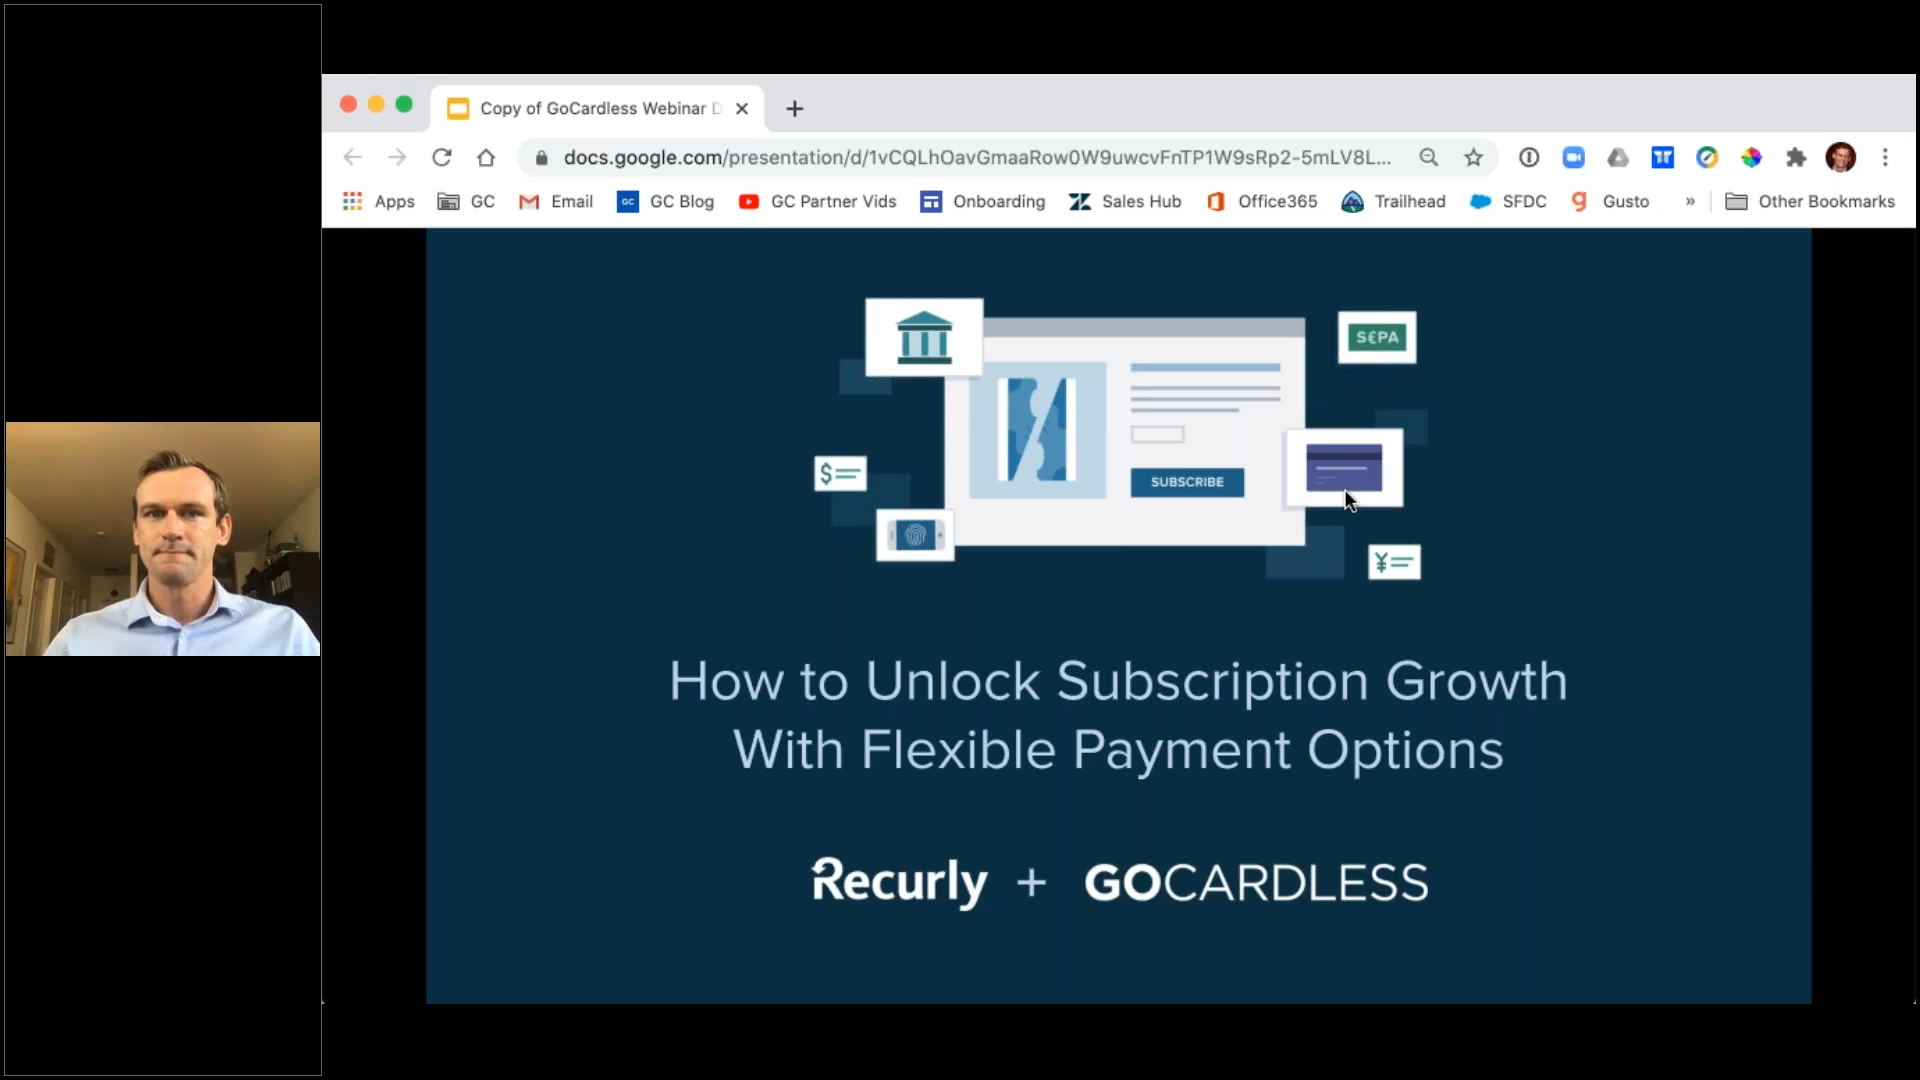 Copy of GoCardless Webinar D
docs.google.com/presentation/d/1vCQLhOavGmaaRow0W9uwcvFnTP1W9sRp2-5mLV8L...
Apps GC Email GC Blog GC Partner Vids Onboarding Sales Hub Office365 Trailhead SFDC Gusto » Other Bookmarks
S€PA
$
SUBSCRIBE
¥
How to Unlock Subscription Growth
With Flexible Payment Options
Recurly + GOCARDLESS